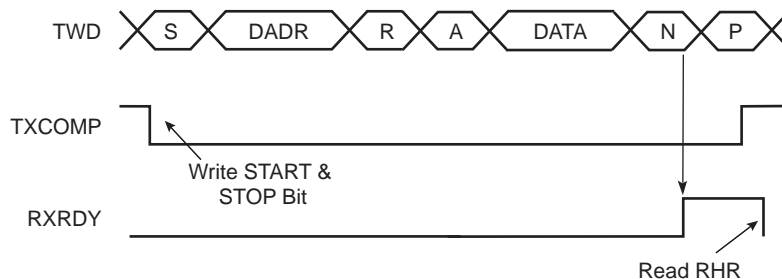 TWD S DADR R A DATA N P
TXCOMP
Write START &
STOP Bit
RXRDY
Read RHR